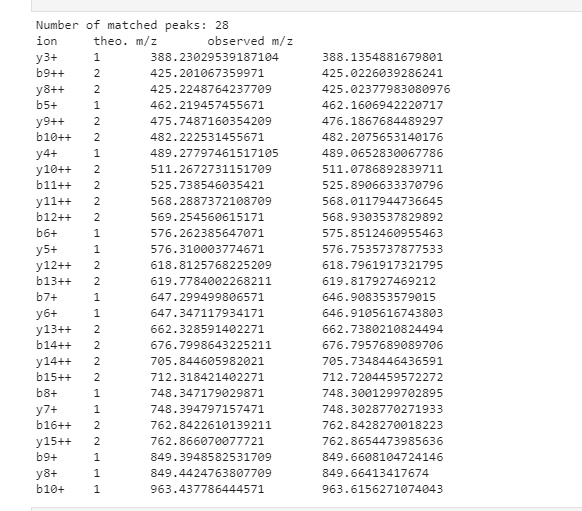 Number of matched peaks: 28
ion theo. m/z observed m/z
y3+ 1 388.23029539187104 388.1354881679801
b9++ 2 425.201067359971 425.0226039286241
y8++ 2 425.2248764237709 425.02377983080976
b5+ 1 462.219457455671 462.1606942220717
y9++ 2 475.7487160354209 476.1867684489297
b10++ 2 482.222531455671 482.2075653140176
y4+ 1 489.27797461517105 489.0652830067786
y10++ 2 511.2672731151709 511.0786892839711
b11++ 2 525.738546035421 525.8906633370796
y11++ 2 568.2887372108709 568.0117944736645
b12++ 2 569.254560615171 568.9303537829892
b6+ 1 576.262385647071 575.8512460955463
y5+ 1 576.310003774671 576.7535737877533
y12++ 2 618.8125768225209 618.7961917321795
b13++ 2 619.7784002268211 619.817927469212
b7+ 1 647.299499806571 646.908353579015
y6+ 1 647.347117934171 646.9105616743803
y13++ 2 662.328591402271 662.7380210824494
b14++ 2 676.7998643225211 676.7957689089706
y14++ 2 705.844605982021 705.7348446436591
b15++ 2 712.318421402271 712.7204459572272
b8+ 1 748.347179029871 748.3001299702895
y7+ 1 748.394797157471 748.3028770271933
b16++ 2 762.8422610139211 762.8428270018223
y15++ 2 762.866070077721 762.8654473985636
b9+ 1 849.3948582531709 849.6608104724146
y8+ 1 849.4424763807709 849.66413417674
b10+ 1 963.437786444571 963.6156271074043